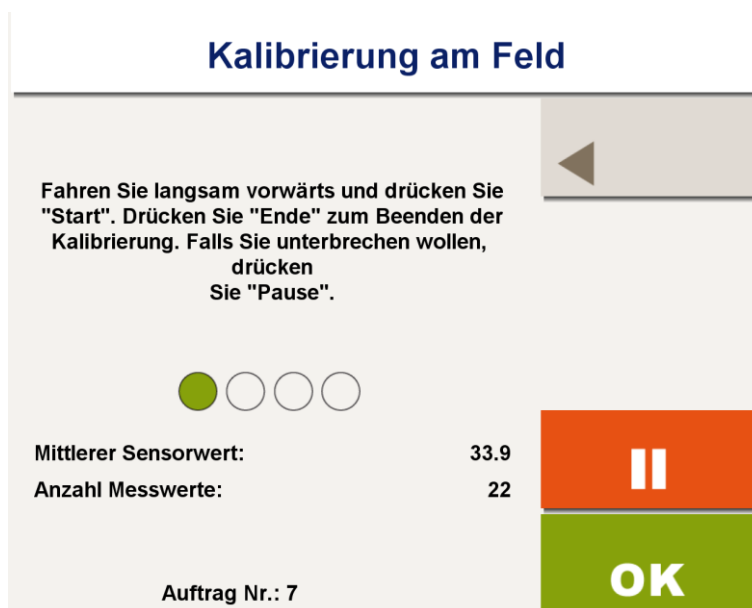 Kalibrierung am Feld
Fahren Sie langsam vorwärts und drücken Sie
"Start". Drücken Sie "Ende" zum Beenden der
Kalibrierung. Falls Sie unterbrechen wollen,
drücken
Sie "Pause".
Mittlerer Sensorwert: 33.9
Anzahl Messwerte: 22
OK
Auftrag Nr.: 7